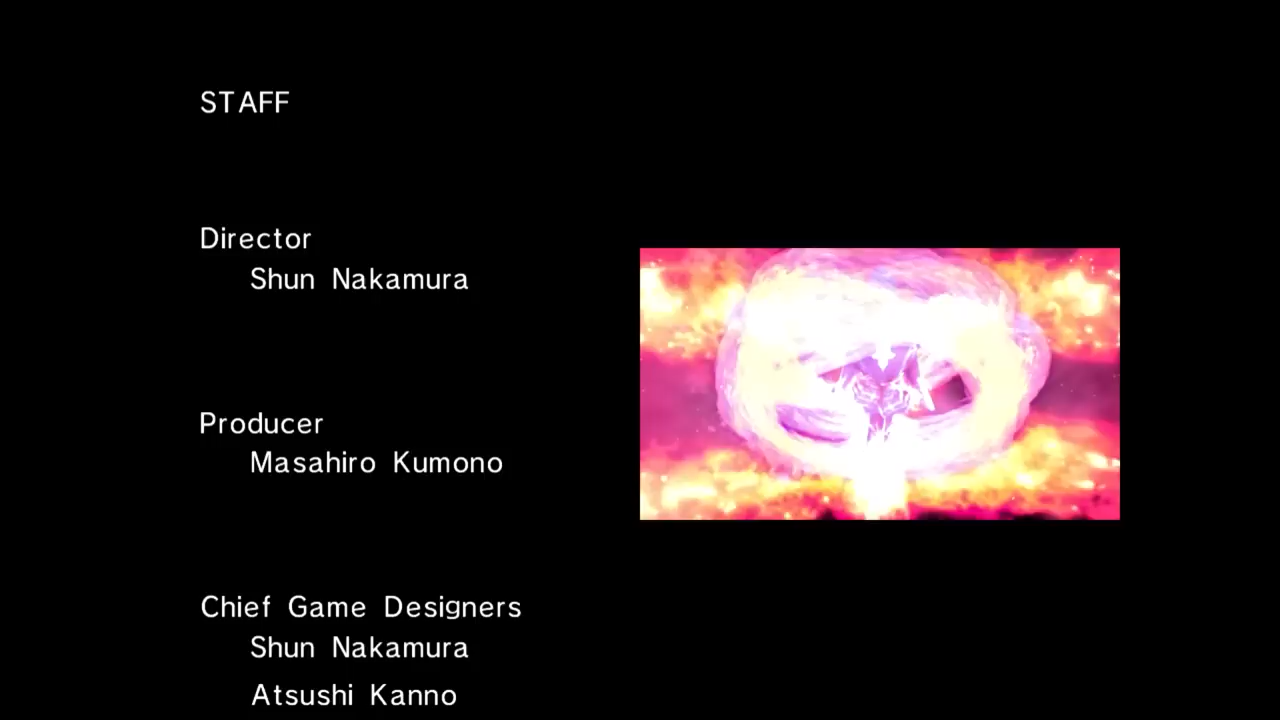 STAFF
Director
Shun Nakamura
Producer
Masahiro Kumono
Chief Game Designers
Shun Nakamura
Atsushi Kanno